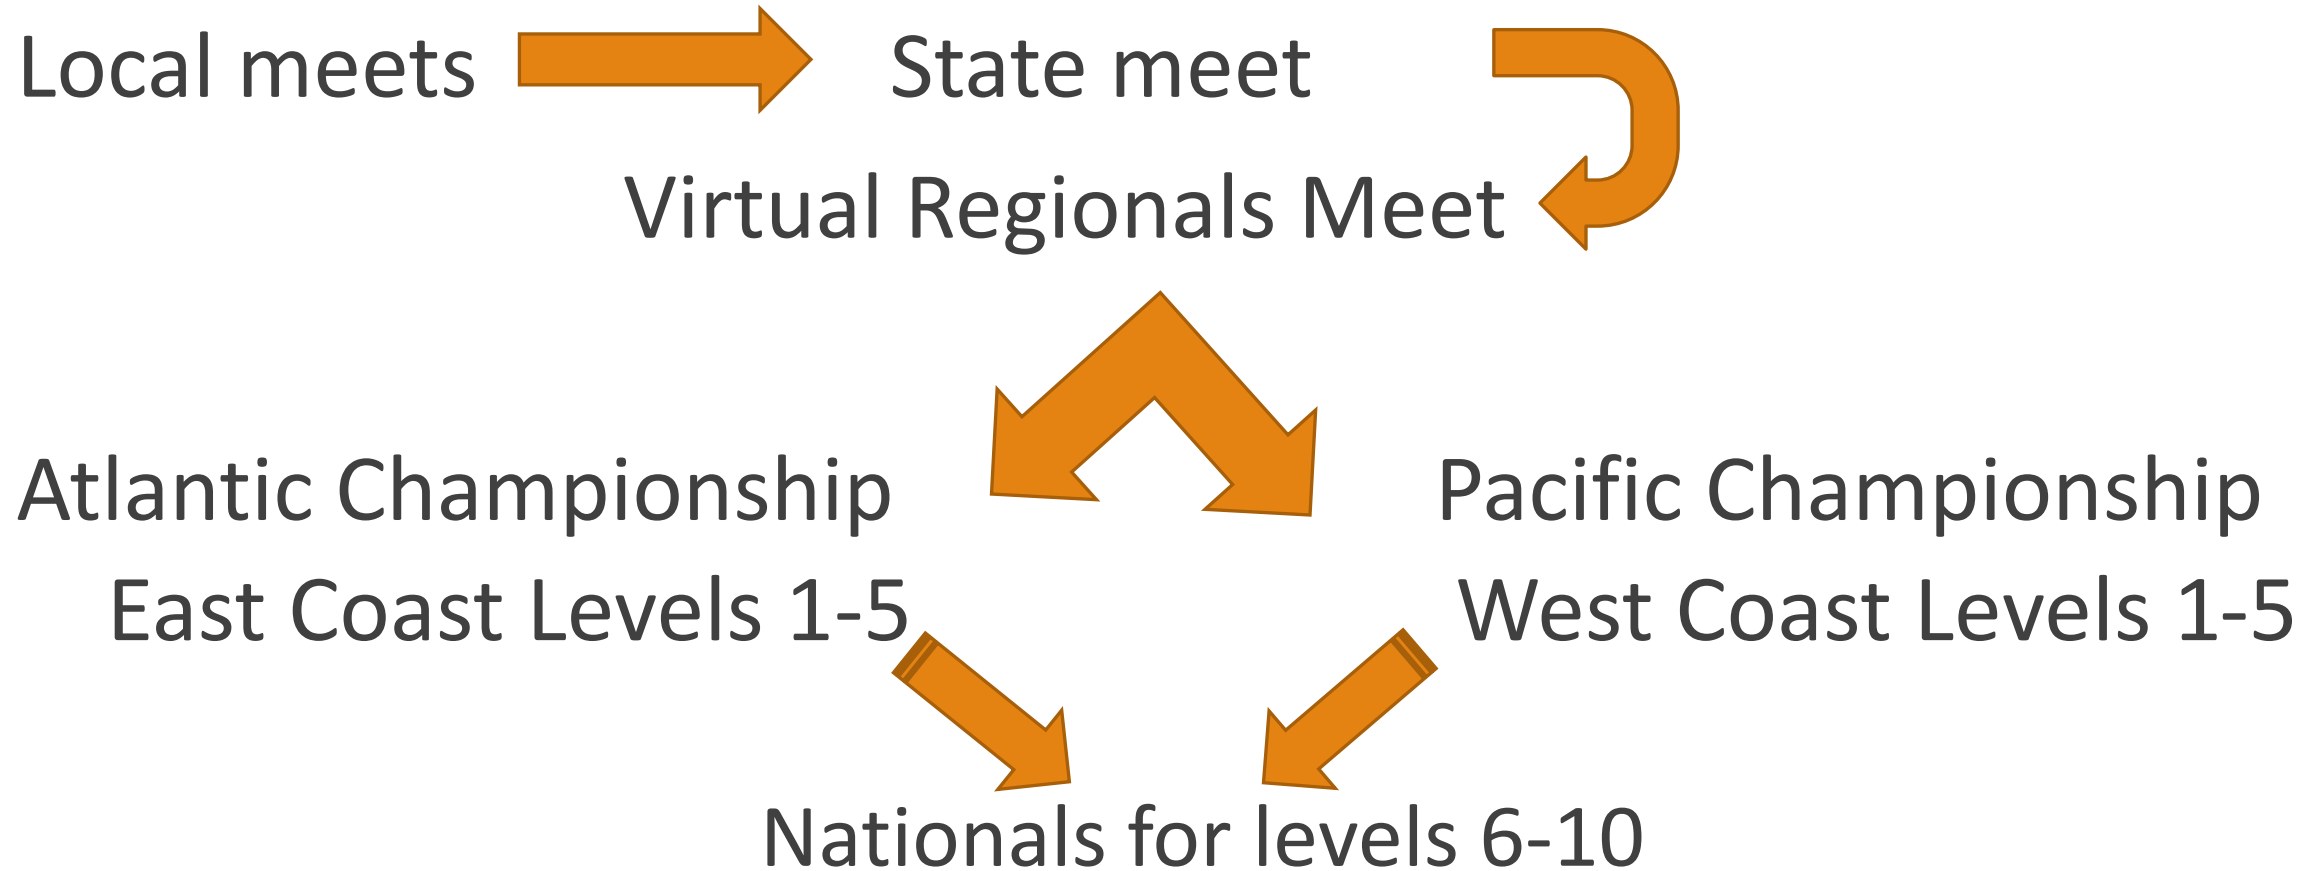 Local meets
State meet
Virtual Regionals Meet
Atlantic Championship
Pacific Championship
East Coast Levels 1-5
West Coast Levels 1-5
Nationals for levels 6-10